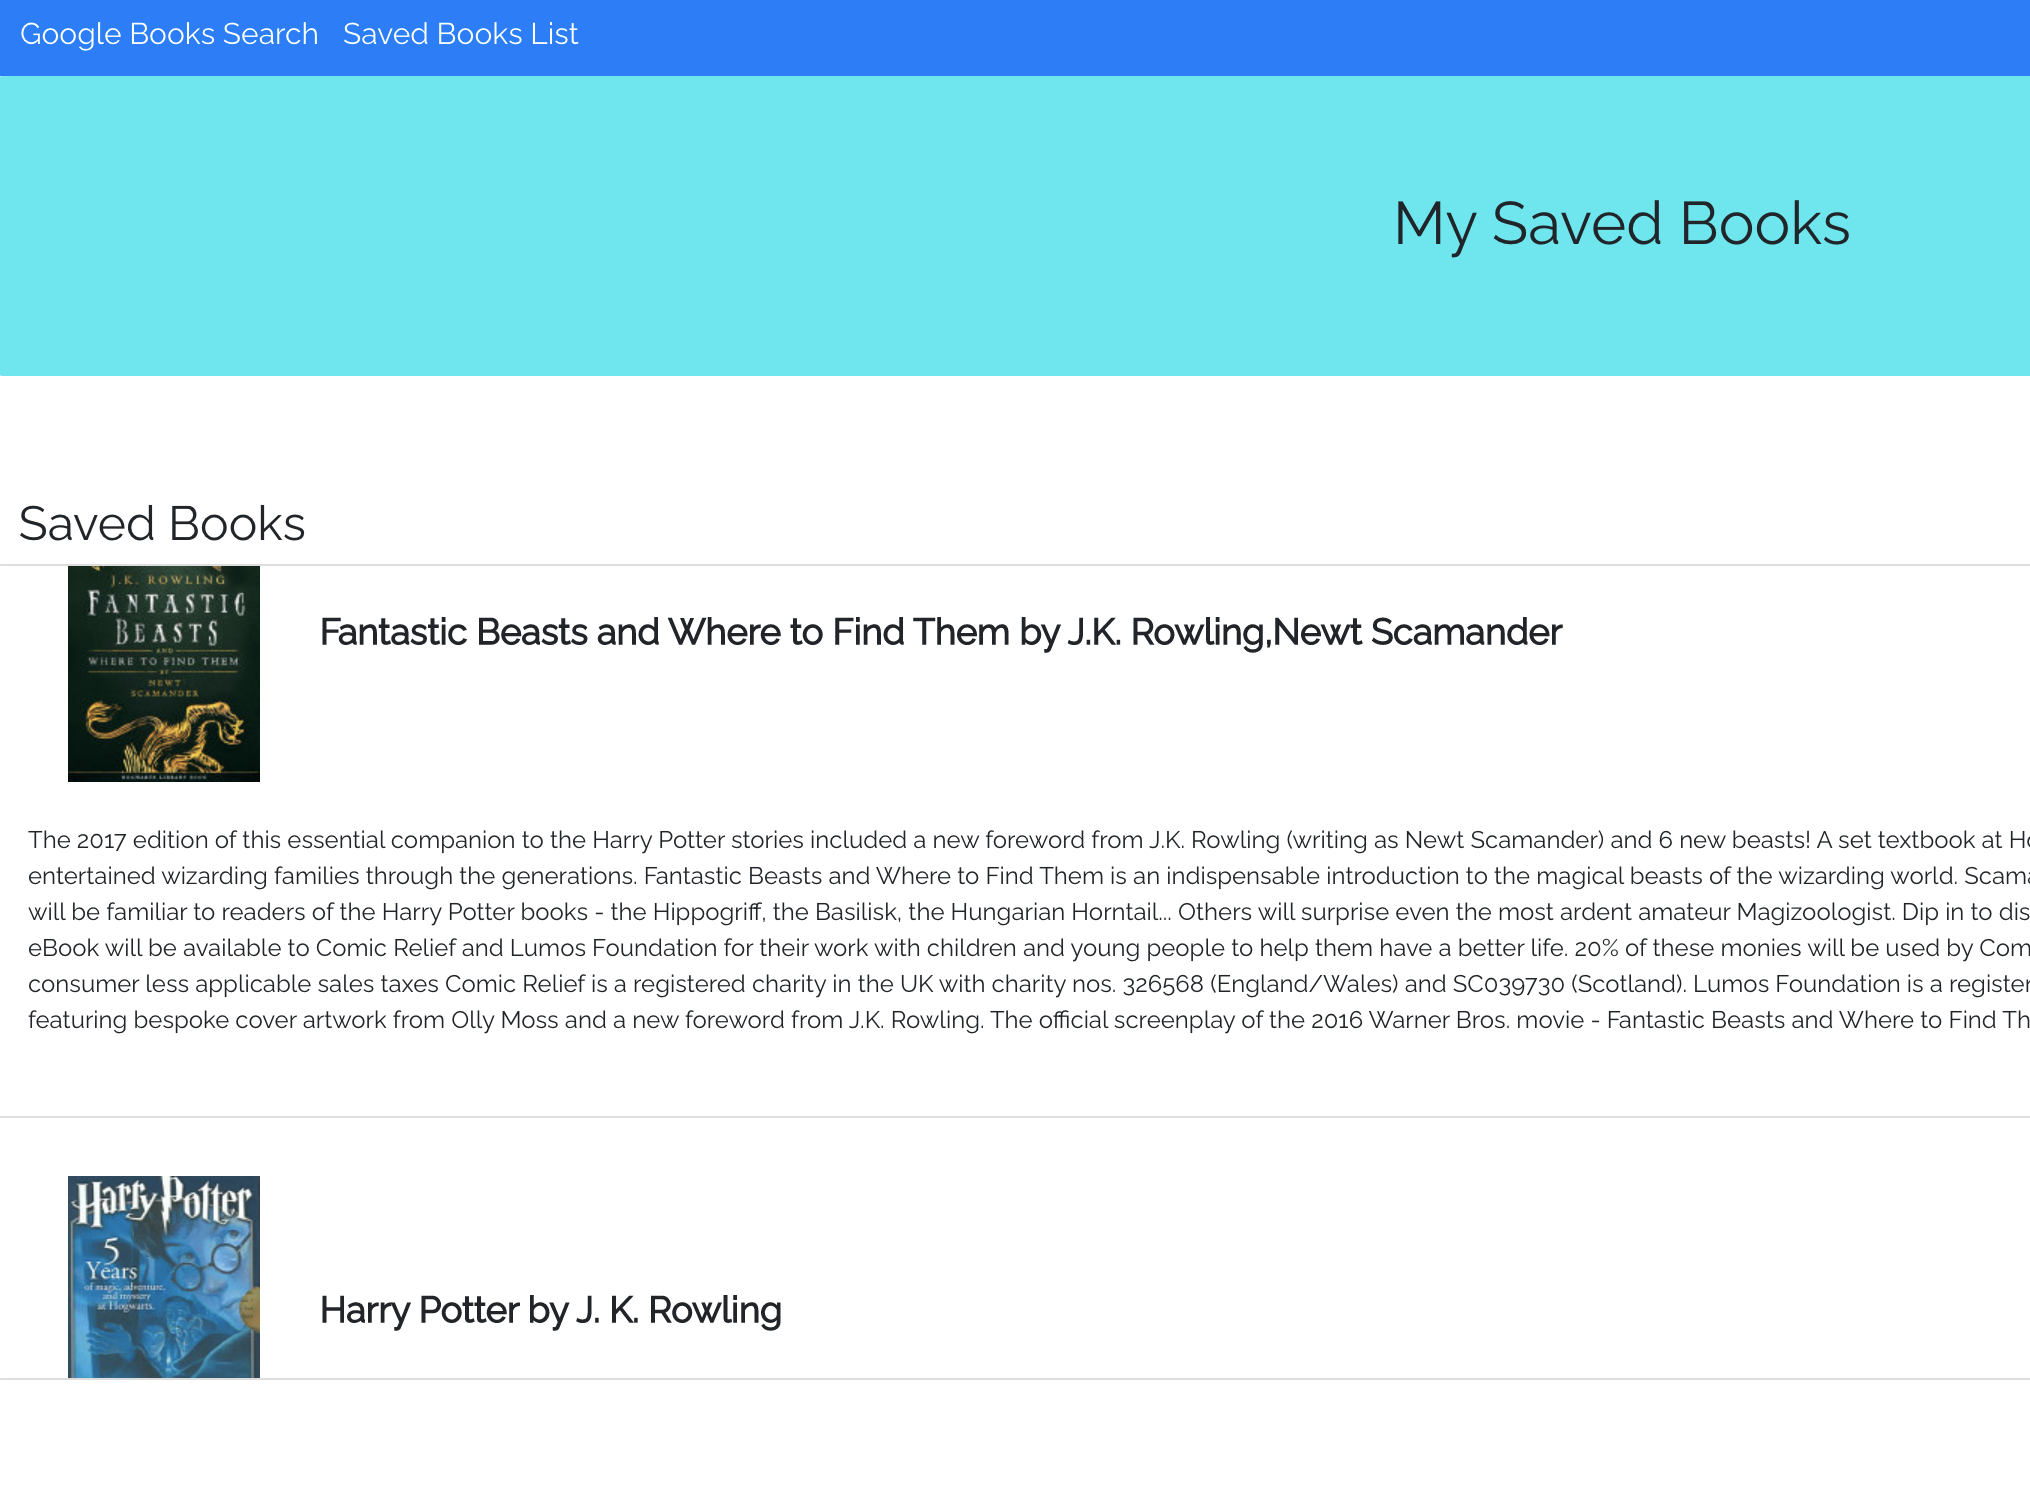 Google Books Search Saved Books List
My Saved Books
Saved Books
J.K. ROWLING
FANTASTIC
BEASTS
AND
WHERE TO FIND THEM
BY
NEWT
SCAMANDER
HOGWARTS LIBRARY BOOK
Fantastic Beasts and Where to Find Them by J.K. Rowling,Newt Scamander
The 2017 edition of this essential companion to the Harry Potter stories included a new foreword from J.K. Rowling (writing as Newt Scamander) and 6 new beasts! A set textbook at Ho
entertained wizarding families through the generations. Fantastic Beasts and Where to Find Them is an indispensable introduction to the magical beasts of the wizarding world. Scama
will be familiar to readers of the Harry Potter books - the Hippogriff, the Basilisk, the Hungarian Horntail... Others will surprise even the most ardent amateur Magizoologist. Dip in to dis
eBook will be available to Comic Relief and Lumos Foundation for their work with children and young people to help them have a better life. 20% of these monies will be used by Com
consumer less applicable sales taxes Comic Relief is a registered charity in the UK with charity nos. 326568 (England/Wales) and SC039730 (Scotland). Lumos Foundation is a register
featuring bespoke cover artwork from Olly Moss and a new foreword from J.K. Rowling. The official screenplay of the 2016 Warner Bros. movie - Fantastic Beasts and Where to Find Th
Harry Potter
5
Years
of magic, adventure,
and mystery
at Hogwarts.
Harry Potter by J. K. Rowling